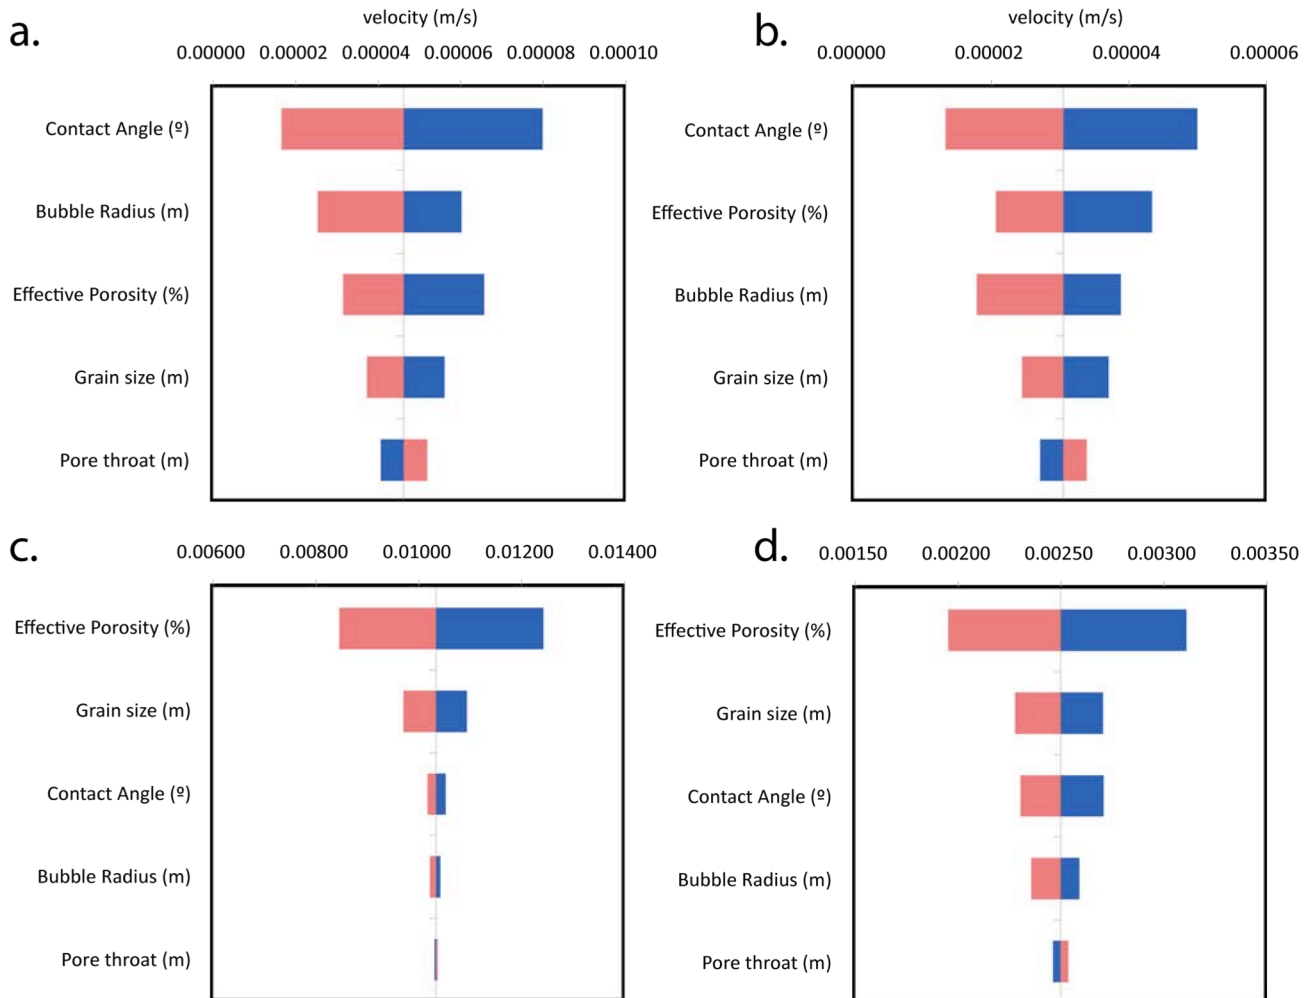 a.
velocity (m/s)
0.00000 0.00002 0.00004 0.00006 0.00008 0.00010
Contact Angle (º)
Bubble Radius (m)
Effective Porosity (%)
Grain size (m)
Pore throat (m)
b.
velocity (m/s)
0.00000 0.00002 0.00004 0.00006
Contact Angle (º)
Effective Porosity (%)
Bubble Radius (m)
Grain size (m)
Pore throat (m)
c.
0.00600 0.00800 0.01000 0.01200 0.01400
Effective Porosity (%)
Grain size (m)
Contact Angle (º)
Bubble Radius (m)
Pore throat (m)
d.
0.00150 0.00200 0.00250 0.00300 0.00350
Effective Porosity (%)
Grain size (m)
Contact Angle (º)
Bubble Radius (m)
Pore throat (m)